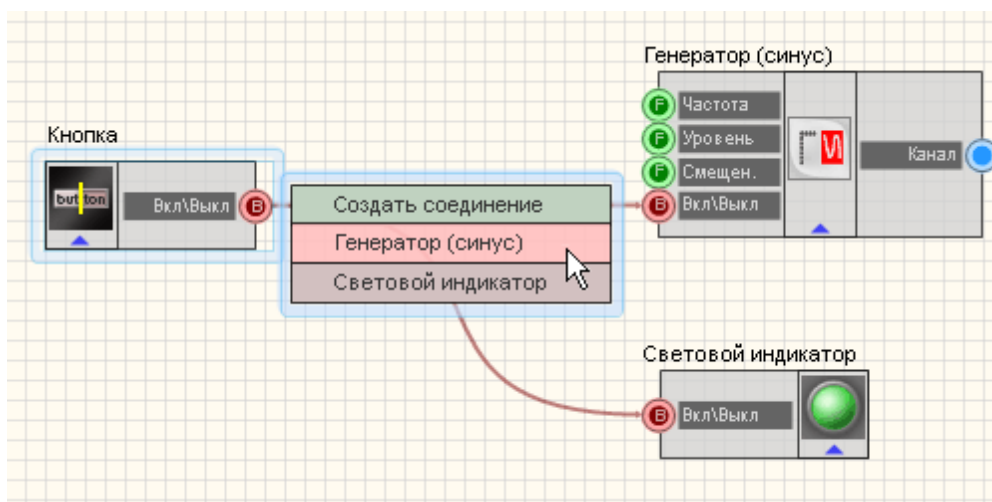 Генератор (синус)
F Частота
F Уровень
F Смещен.
B Вкл\Выкл
Канал
Кнопка
button
Вкл\Выкл B
Создать соединение
Генератор (синус)
Световой индикатор
Световой индикатор
B Вкл\Выкл